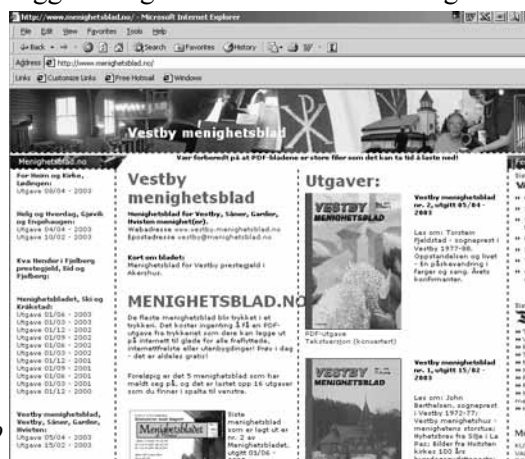 http://www.menighetsblad.no/ - Microsoft Internet Explorer
File Edit View Favorites Tools Help
Back Search Favorites History
Address http://www.menighetsblad.no/
Links Customize Links Free Hotmail Windows
Vestby menighetsblad
Menighetsblad.no
Vær forberedt på at PDF-bladene er store filer som det kan ta tid å laste ned!
For Heim og Kirke,
Lødingen:
Utgave 08/04 - 2003
Helg og Hverdag, Gjøvik
og Engehaugen:
Utgave 04/04 - 2003
Utgave 10/02 - 2003
Kva Hender i Fjelberg
prestegjeld, Eid og
Fjelberg:
Menighetsbladet, Ski og
Kråkstad:
Utgave 01/06 - 2003
Utgave 01/03 - 2003
Utgave 01/12 - 2002
Utgave 01/09 - 2002
Utgave 01/06 - 2002
Utgave 01/03 - 2002
Utgave 01/12 - 2001
Utgave 01/09 - 2001
Utgave 01/06 - 2001
Utgave 01/03 - 2001
Utgave 01/12 - 2000
Vestby menighetsblad,
Vestby, Såner, Garder,
Hvitsten:
Utgave 05/04 - 2003
Utgave 15/02 - 2003
Vestby
menighetsblad
Menighetsblad for Vestby, Såner, Garder,
Hvitsten menighet(er).
Webadresse www.vestby.menighetsblad.no
Epostadresse vestby@menighetsblad.no
Kort om bladet:
Menighetsblad for Vestby prestegjeld i
Akershus.
MENIGHETSBLAD.NO
De fleste menighetsblad blir trykket i et
trykkeri. Det koster ingenting å få en PDF-
utgave fra trykkeriet som dere kan legge ut
på internett til glede for alle fraflyttede,
internettfrelste eller utenbygdinger! Prøv i dag
- det er aldeles gratis!
Foreløpig er det 5 menighetsblad som har
meldt seg på, og det er lastet opp 16 utgaver
som du finner i spalta til venstre.
Menighetsbladet
Siste
menighetsblad
som er lagt ut er
nr. 2 av
Menighetsbladet,
utgitt 01/06 -
Utgaver:
VESTBY
MENIGHETSBLAD
PDF-utgave
Tekstversjon (konvertert)
Vestby menighetsblad
nr. 2, utgitt 05/04 -
2003
Les om: Torstein
Fjeldstad - sogneprest
i Vestby 1977-88.
Oppstandelsen og livet
- En påskevandring i
farger og sang. Årets
konfirmanter.
VESTBY
MENIGHETSBLAD
Vestby menighetsblad
nr. 1, utgitt 15/02 -
2003
Les om: John
Berthelsen, sogneprest
i Vestby 1972-77;
Vestby menighetshus -
menighetens storstue;
Nyhetsbrev fra Silje i La
Paz; Bilder fra Hvitsten
kirkes 100 års